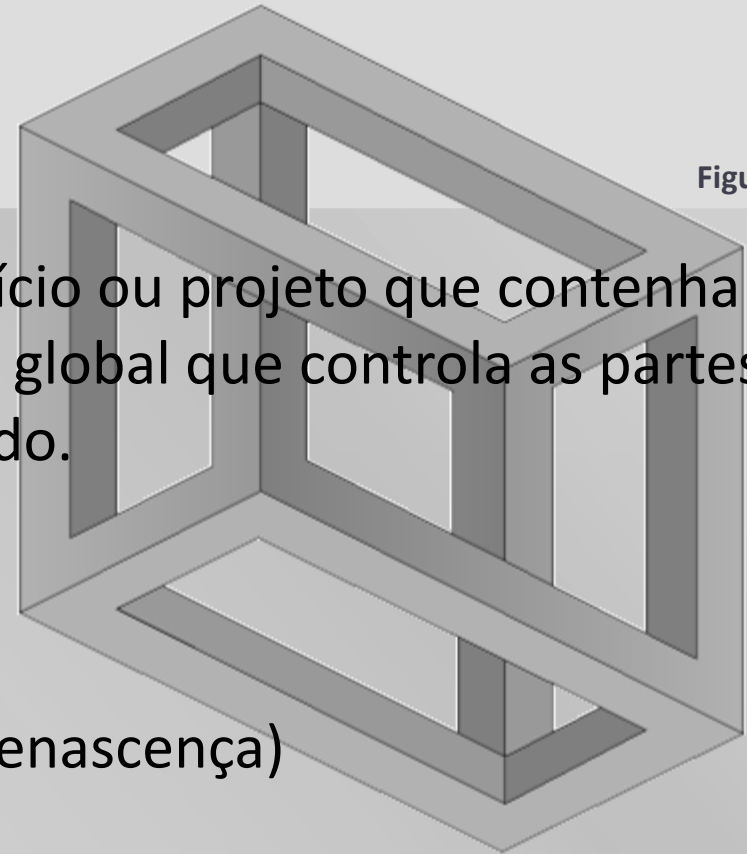 Figu
ício ou projeto que contenha
global que controla as partes
do.
enascença)